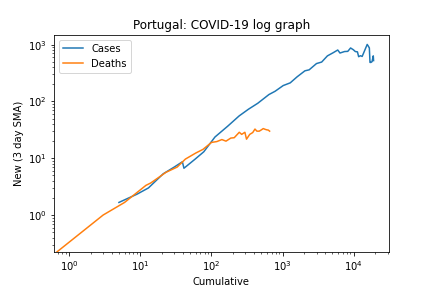 Portugal: COVID-19 log graph
Cases
Deaths
New (3 day SMA)
10³
10²
10¹
10⁰
10⁰ 10¹ 10² 10³ 10⁴
Cumulative